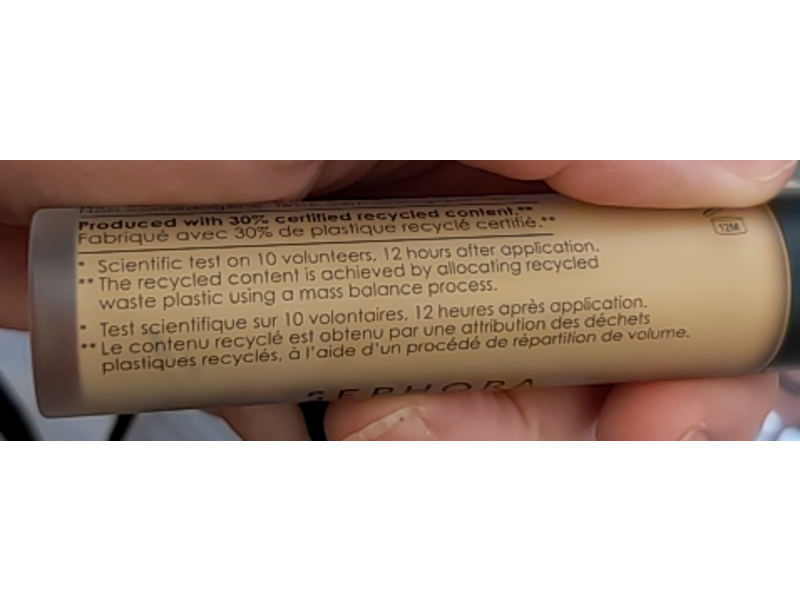 Produced with 30% certified recycled content.**
Fabriqué avec 30% de plastique recyclé certifié.**
* Scientific test on 10 volunteers, 12 hours after application.
** The recycled content is achieved by allocating recycled
waste plastic using a mass balance process.
* Test scientifique sur 10 volontaires, 12 heures après application.
** Le contenu recyclé est obtenu par une attribution des déchets
plastiques recyclés, à l'aide d'un procédé de répartition de volume.
12M
SEPHORA